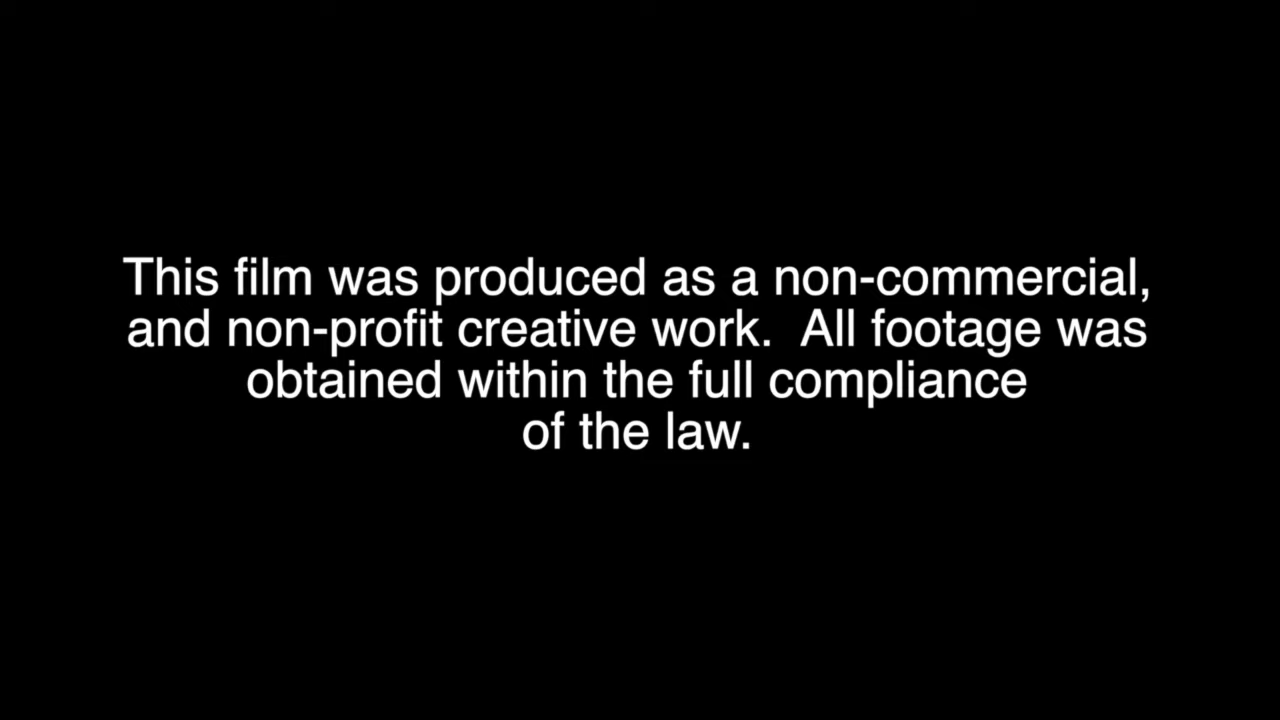 This film was produced as a non-commercial,
and non-profit creative work.  All footage was
obtained within the full compliance
of the law.